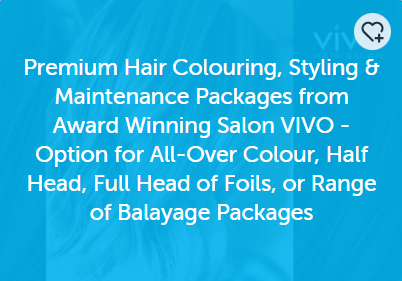 viv
Premium Hair Colouring, Styling &
Maintenance Packages from
Award Winning Salon VIVO -
Option for All-Over Colour, Half
Head, Full Head of Foils, or Range
of Balayage Packages